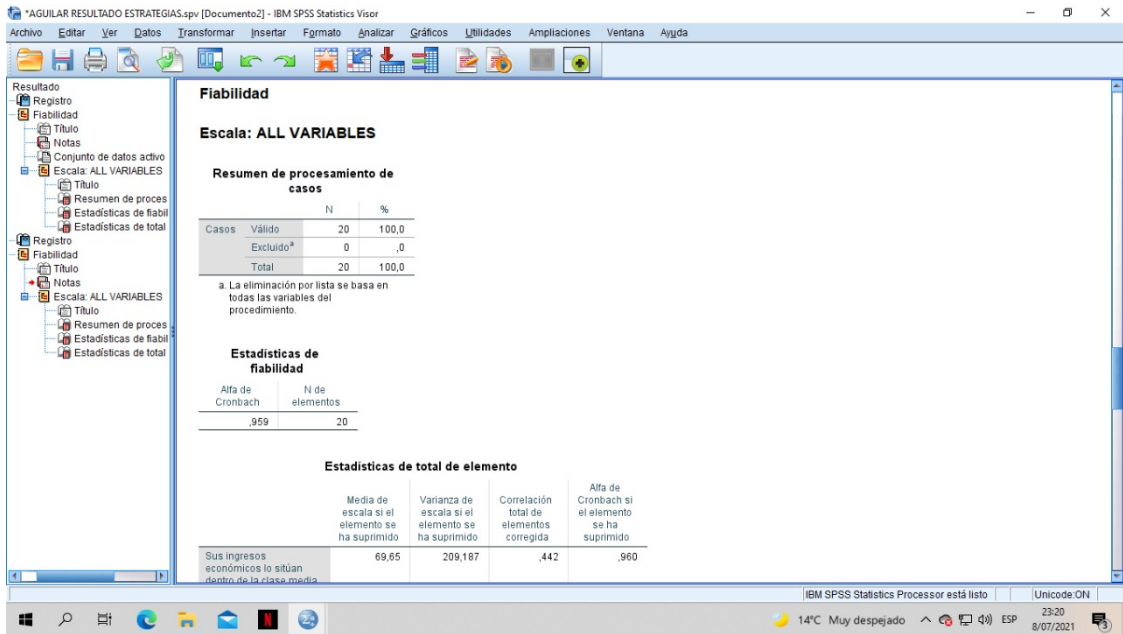 *AGUILAR RESULTADO ESTRATEGIAS.spv [Documento2] - IBM SPSS Statistics Visor
Archivo Editar Ver Datos Transformar Insertar Formato Analizar Gráficos Utilidades Ampliaciones Ventana Ayuda
Resultado
Registro
Fiabilidad
Título
Notas
Conjunto de datos activo
Escala: ALL VARIABLES
Título
Resumen de proces
Estadísticas de fiabil
Estadísticas de total
Registro
Fiabilidad
Título
Notas
Escala: ALL VARIABLES
Título
Resumen de proces
Estadísticas de fiabil
Estadísticas de total
Fiabilidad
Escala: ALL VARIABLES
Resumen de procesamiento de
casos
N %
Casos Válido 20 100,0
Excluido a 0 ,0
Total 20 100,0
a. La eliminación por lista se basa en
todas las variables del
procedimiento.
Estadísticas de
fiabilidad
Alfa de N de
Cronbach elementos
,959 20
Estadísticas de total de elemento
Media de escala si el elemento se ha suprimido
Varianza de escala si el elemento se ha suprimido
Correlación total de elementos corregida
Alfa de Cronbach si el elemento se ha suprimido
Sus ingresos 69,65 209,187 ,442 ,960
económicos lo sitúan
dentro de la clase media
IBM SPSS Statistics Processor está listo Unicode:ON
14°C Muy despejado ESP 23:20
8/07/2021
3